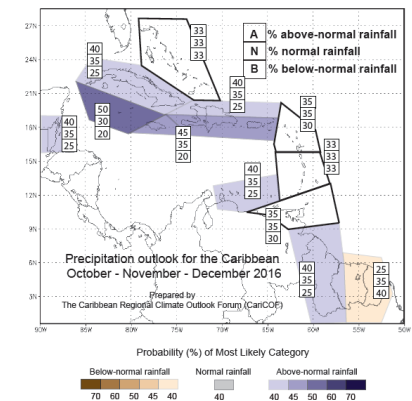 27N
24N
21N
18N
15N
12N
9N
6N
3N
90W
85W
80W
75W
70W
65W
60W
55W
50W
A % above-normal rainfall
N % normal rainfall
B % below-normal rainfall
33
33
33
40
35
25
40
35
25
50
30
20
45
35
20
40
35
25
35
35
30
33
33
33
40
35
25
35
35
30
40
35
25
25
35
40
Precipitation outlook for the Caribbean
October - November - December 2016
Prepared by
The Caribbean Regional Climate Outlook Forum (CariCOF)
Probability (%) of Most Likely Category
Below-normal rainfall
Normal rainfall
Above-normal rainfall
70 60 50 45 40
40
40 45 50 60 70